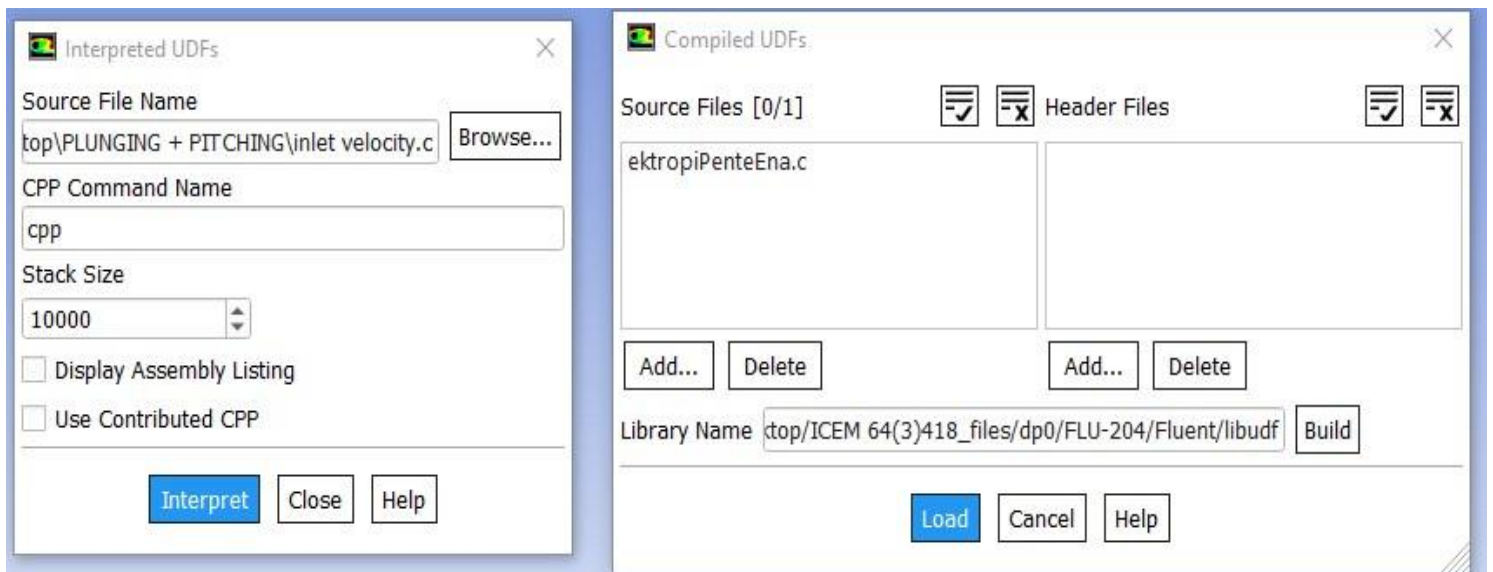 Interpreted UDFs
Source File Name
top\PLUNGING + PITCHING\inlet velocity.c
Browse...
CPP Command Name
cpp
Stack Size
10000
Display Assembly Listing
Use Contributed CPP
Interpret
Close
Help
Compiled UDFs
Source Files [0/1]
Header Files
ektropiPenteEna.c
Add...
Delete
Add...
Delete
Library Name
ktop/ICEM 64(3)418_files/dp0/FLU-204/Fluent/libudf
Build
Load
Cancel
Help